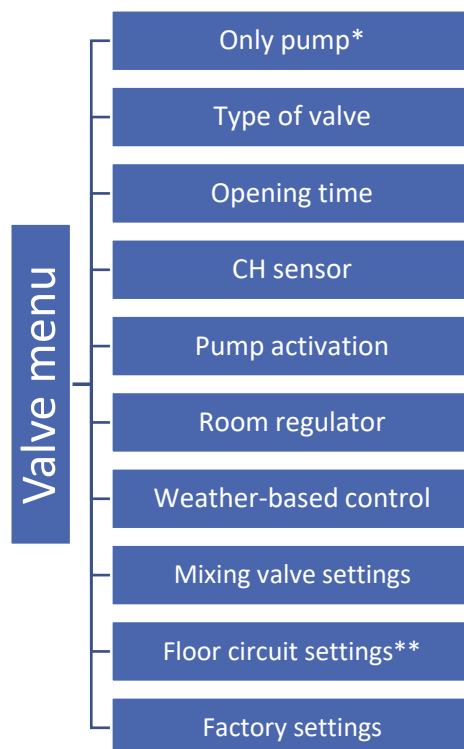 Valve menu
Only pump*
Type of valve
Opening time
CH sensor
Pump activation
Room regulator
Weather-based control
Mixing valve settings
Floor circuit settings**
Factory settings